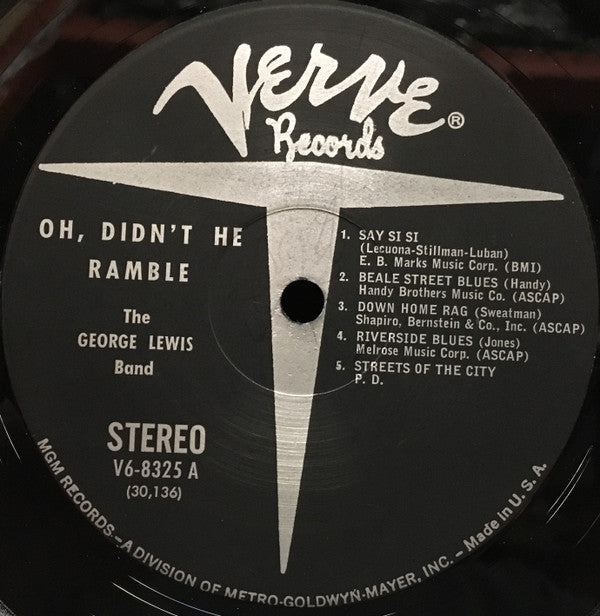 VERVE®
Records
OH, DIDN'T HE
RAMBLE
The
GEORGE LEWIS
Band
STEREO
V6-8325 A
(30,136)
1. SAY SI SI
(Lecuona-Stillman-Luban)
E. B. Marks Music Corp. (BMI)
2. BEALE STREET BLUES (Handy)
Handy Brothers Music Co. (ASCAP)
3. DOWN HOME RAG (Sweatman)
Shapiro, Bernstein & Co., Inc. (ASCAP)
4. RIVERSIDE BLUES (Jones)
Melrose Music Corp. (ASCAP)
5. STREETS OF THE CITY
P. D.
MGM RECORDS–A DIVISION OF METRO-GOLDWYN-MAYER, INC. – Made in U. S. A.